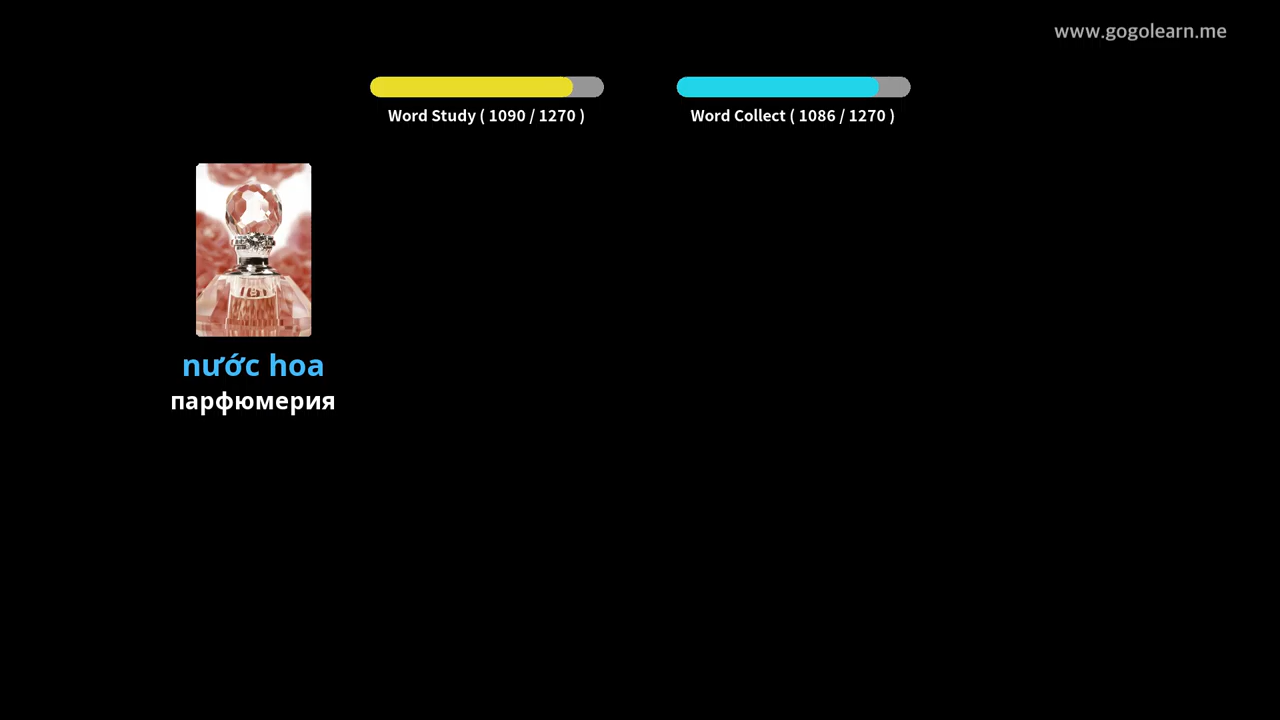 www.gogolearn.me
Word Study ( 1090 / 1270 )
Word Collect ( 1086 / 1270 )
nước hoa
парфюмерия